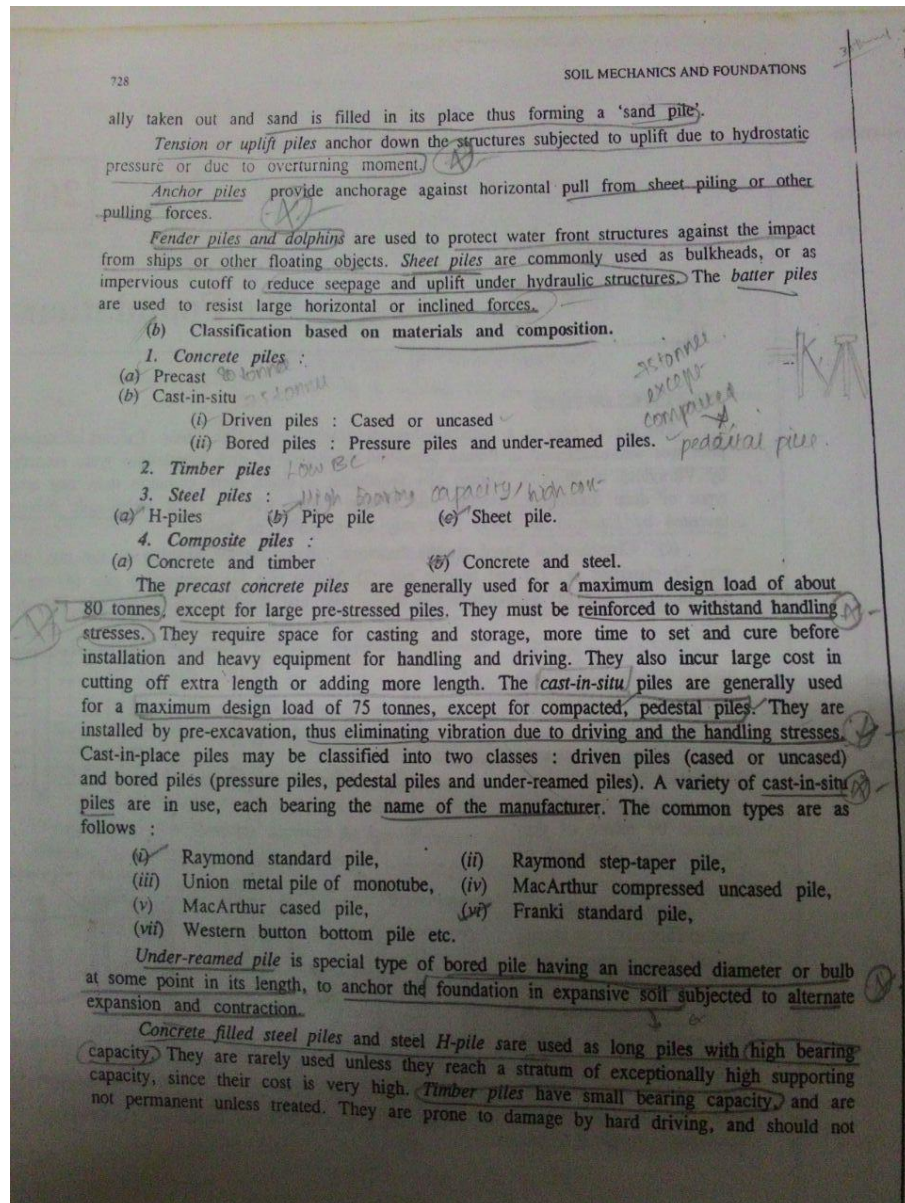 728
SOIL MECHANICS AND FOUNDATIONS
ally taken out and sand is filled in its place thus forming a 'sand pile'.
Tension or uplift piles anchor down the structures subjected to uplift due to hydrostatic
pressure or due to overturning moment.
Anchor piles provide anchorage against horizontal pull from sheet piling or other
pulling forces.
Fender piles and dolphins are used to protect water front structures against the impact
from ships or other floating objects. Sheet piles are commonly used as bulkheads, or as
impervious cutoff to reduce seepage and uplift under hydraulic structures. The batter piles
are used to resist large horizontal or inclined forces.
(b) Classification based on materials and composition.
1. Concrete piles :
(a) Precast 80 tonnee
(b) Cast-in-situ 75 tonnee
75 tonnee
except
compacted
(i) Driven piles : Cased or uncased
(ii) Bored piles : Pressure piles and under-reamed piles. pedestal pile.
2. Timber piles Low BC
3. Steel piles : High Bearing capacity/high cost
(a) H-piles (b) Pipe pile (c) Sheet pile.
4. Composite piles :
(a) Concrete and timber (b) Concrete and steel.
The precast concrete piles are generally used for a maximum design load of about
80 tonnes, except for large pre-stressed piles. They must be reinforced to withstand handling
stresses. They require space for casting and storage, more time to set and cure before
installation and heavy equipment for handling and driving. They also incur large cost in
cutting off extra length or adding more length. The cast-in-situ piles are generally used
for a maximum design load of 75 tonnes, except for compacted, pedestal piles. They are
installed by pre-excavation, thus eliminating vibration due to driving and the handling stresses.
Cast-in-place piles may be classified into two classes : driven piles (cased or uncased)
and bored piles (pressure piles, pedestal piles and under-reamed piles). A variety of cast-in-situ
piles are in use, each bearing the name of the manufacturer. The common types are as
follows :
(i) Raymond standard pile, (ii) Raymond step-taper pile,
(iii) Union metal pile of monotube, (iv) MacArthur compressed uncased pile,
(v) MacArthur cased pile, (vi) Franki standard pile,
(vii) Western button bottom pile etc.
Under-reamed pile is special type of bored pile having an increased diameter or bulb
at some point in its length, to anchor the foundation in expansive soil subjected to alternate
expansion and contraction.
Concrete filled steel piles and steel H-pile sare used as long piles with high bearing
capacity. They are rarely used unless they reach a stratum of exceptionally high supporting
capacity, since their cost is very high. Timber piles have small bearing capacity, and are
not permanent unless treated. They are prone to damage by hard driving, and should not